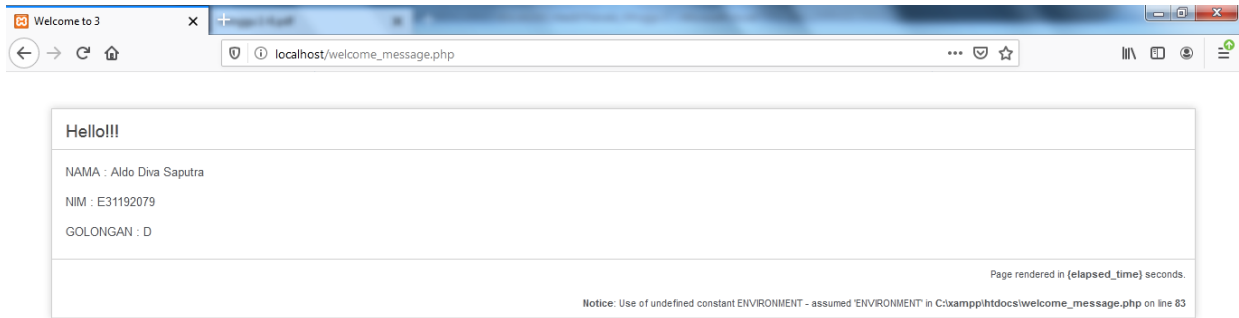 Welcome to 3
localhost/welcome_message.php
Hello!!!
NAMA : Aldo Diva Saputra
NIM : E31192079
GOLONGAN : D
Page rendered in {elapsed_time} seconds.
Notice: Use of undefined constant ENVIRONMENT - assumed 'ENVIRONMENT' in C:\xampp\htdocs\welcome_message.php on line 83